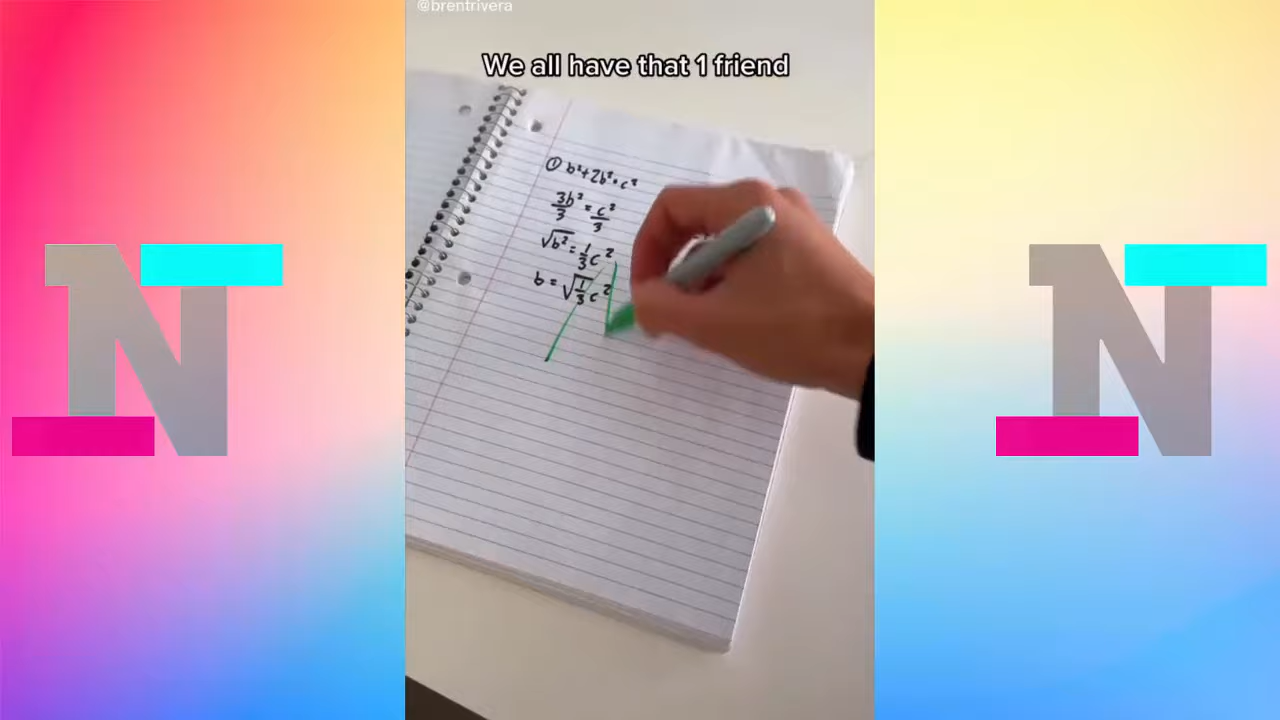 @brentrivera
We all have that 1 friend
① b²+2b²=c²
3b²/3 = c²/3
√b² = 1/3 c²
b = √1/3 c²
N
N